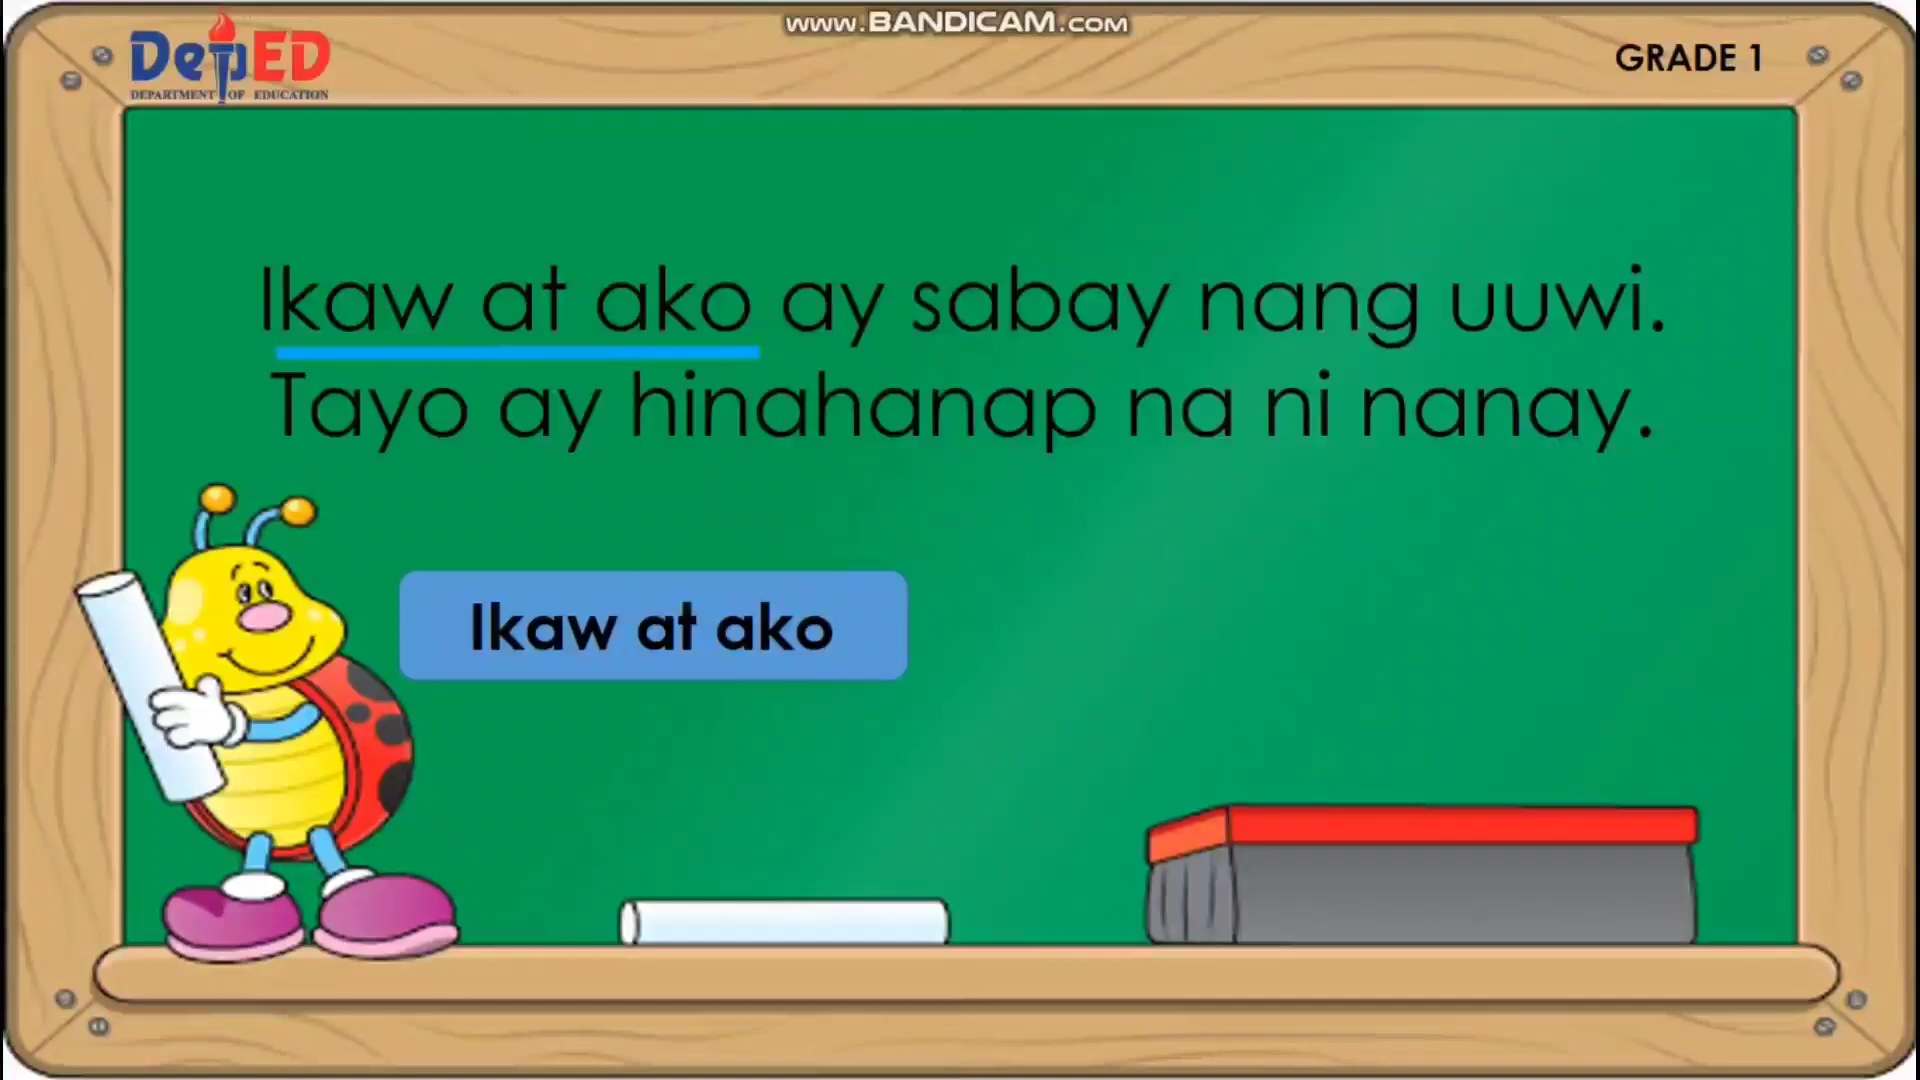 www.BANDICAM.com
DepED
DEPARTMENT OF EDUCATION
GRADE 1
Ikaw at ako ay sabay nang uuwi.
Tayo ay hinahanap na ni nanay.
Ikaw at ako